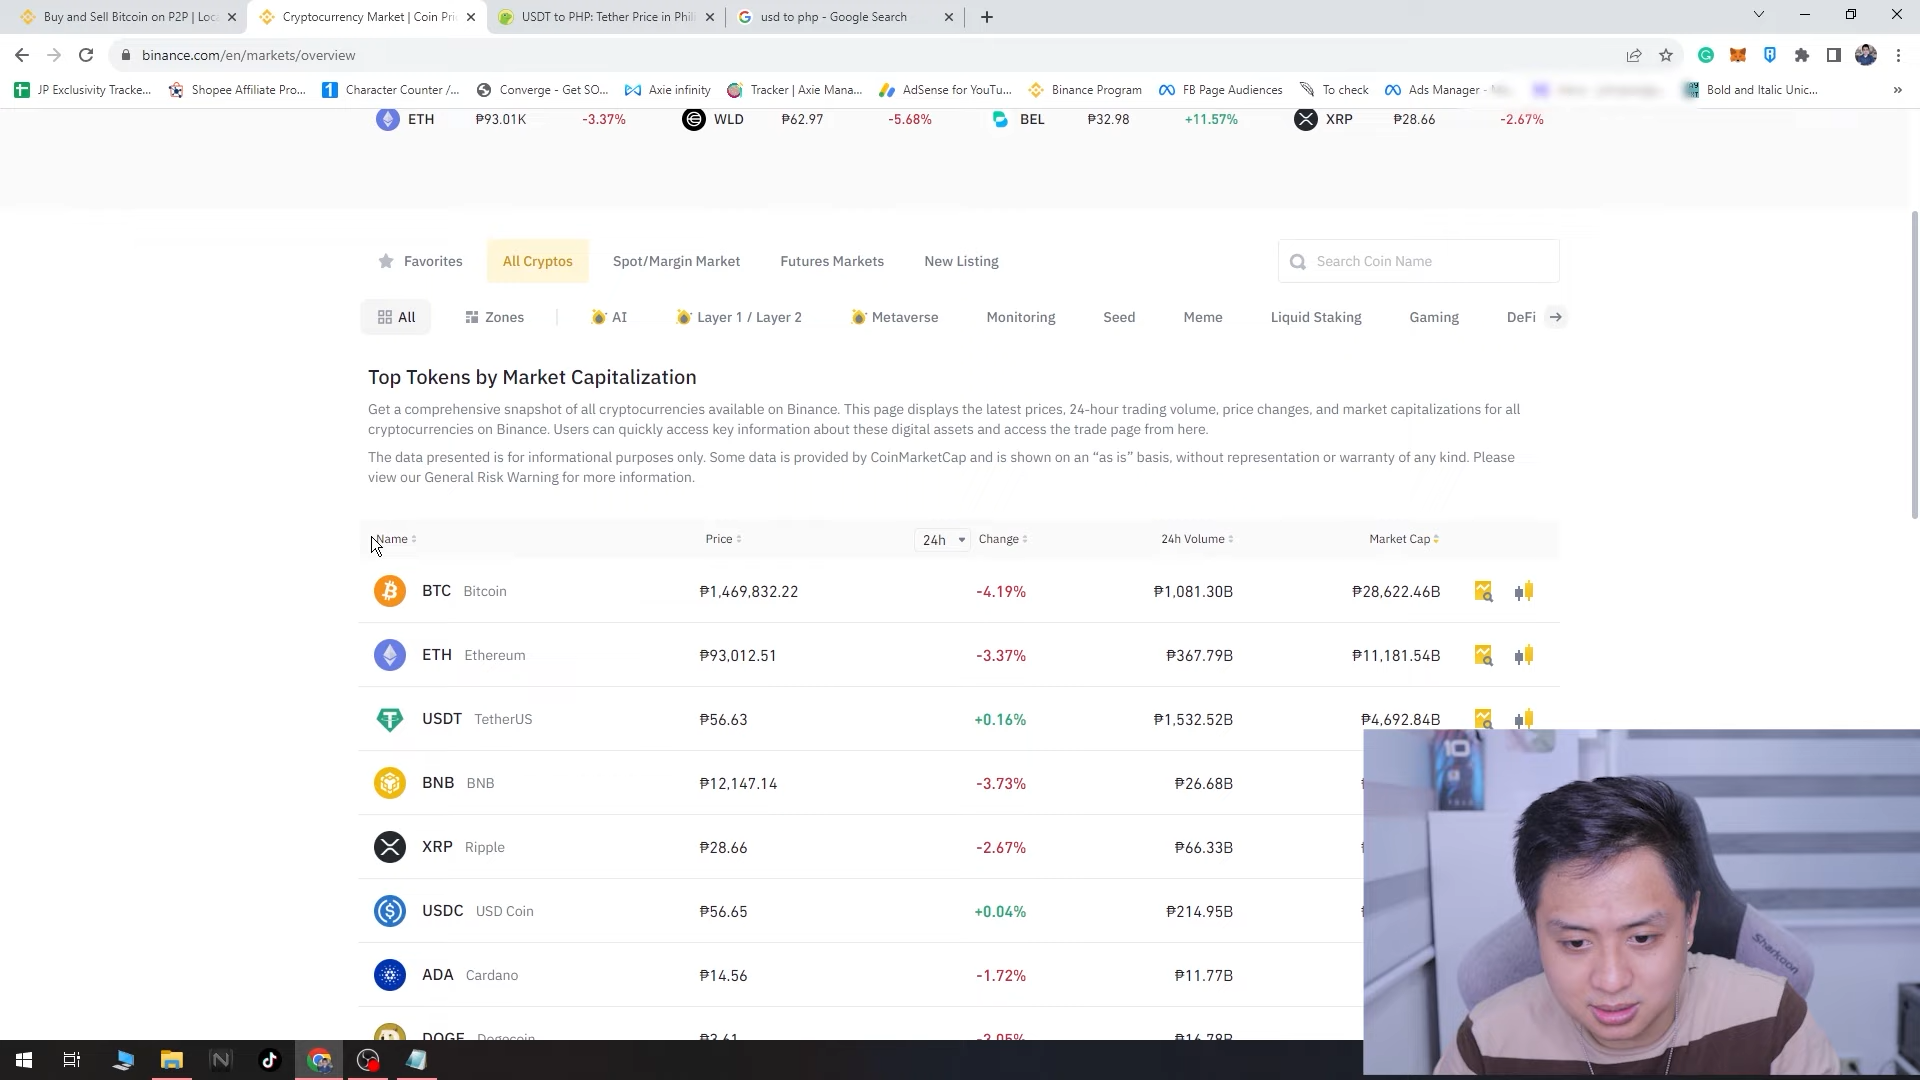 Buy and Sell Bitcoin on P2P | Loc
Cryptocurrency Market | Coin Pri
USDT to PHP: Tether Price in Phil
usd to php - Google Search
binance.com/en/markets/overview
JP Exclusivity Tracke...
Shopee Affiliate Pro...
Character Counter /...
Converge - Get SO...
Axie infinity
Tracker | Axie Mana...
AdSense for YouTu...
Binance Program
FB Page Audiences
To check
Ads Manager -
Bold and Italic Unic...
ETH ₱93.01K -3.37%
WLD ₱62.97 -5.68%
BEL ₱32.98 +11.57%
XRP ₱28.66 -2.67%
Favorites
All Cryptos
Spot/Margin Market
Futures Markets
New Listing
Search Coin Name
All
Zones
AI
Layer 1 / Layer 2
Metaverse
Monitoring
Seed
Meme
Liquid Staking
Gaming
DeFi
Top Tokens by Market Capitalization
Get a comprehensive snapshot of all cryptocurrencies available on Binance. This page displays the latest prices, 24-hour trading volume, price changes, and market capitalizations for all
cryptocurrencies on Binance. Users can quickly access key information about these digital assets and access the trade page from here.
The data presented is for informational purposes only. Some data is provided by CoinMarketCap and is shown on an “as is” basis, without representation or warranty of any kind. Please
view our General Risk Warning for more information.
Name Price 24h Change 24h Volume Market Cap
BTC Bitcoin ₱1,469,832.22 -4.19% ₱1,081.30B ₱28,622.46B
ETH Ethereum ₱93,012.51 -3.37% ₱367.79B ₱11,181.54B
USDT TetherUS ₱56.63 +0.16% ₱1,532.52B ₱4,692.84B
BNB BNB ₱12,147.14 -3.73% ₱26.68B
XRP Ripple ₱28.66 -2.67% ₱66.33B
USDC USD Coin ₱56.65 +0.04% ₱214.95B
ADA Cardano ₱14.56 -1.72% ₱11.77B
DOGE Dogecoin ₱3.61 -3.05% ₱14.78B
10
Sharkoon